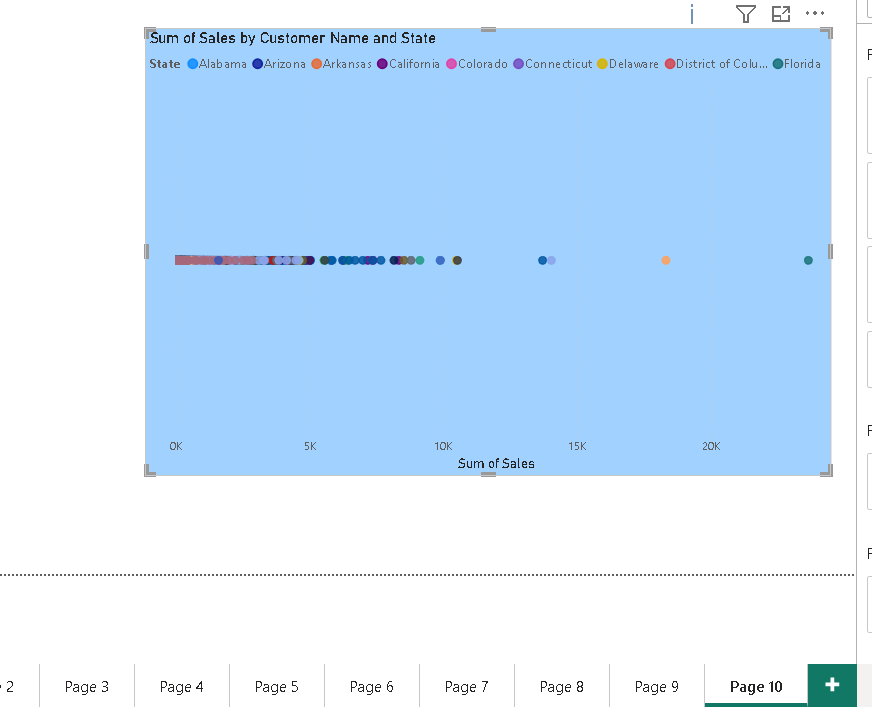 Sum of Sales by Customer Name and State
State Alabama Arizona Arkansas California Colorado Connecticut Delaware District of Colu... Florida
0K 5K 10K 15K 20K
Sum of Sales
2 Page 3 Page 4 Page 5 Page 6 Page 7 Page 8 Page 9 Page 10 +